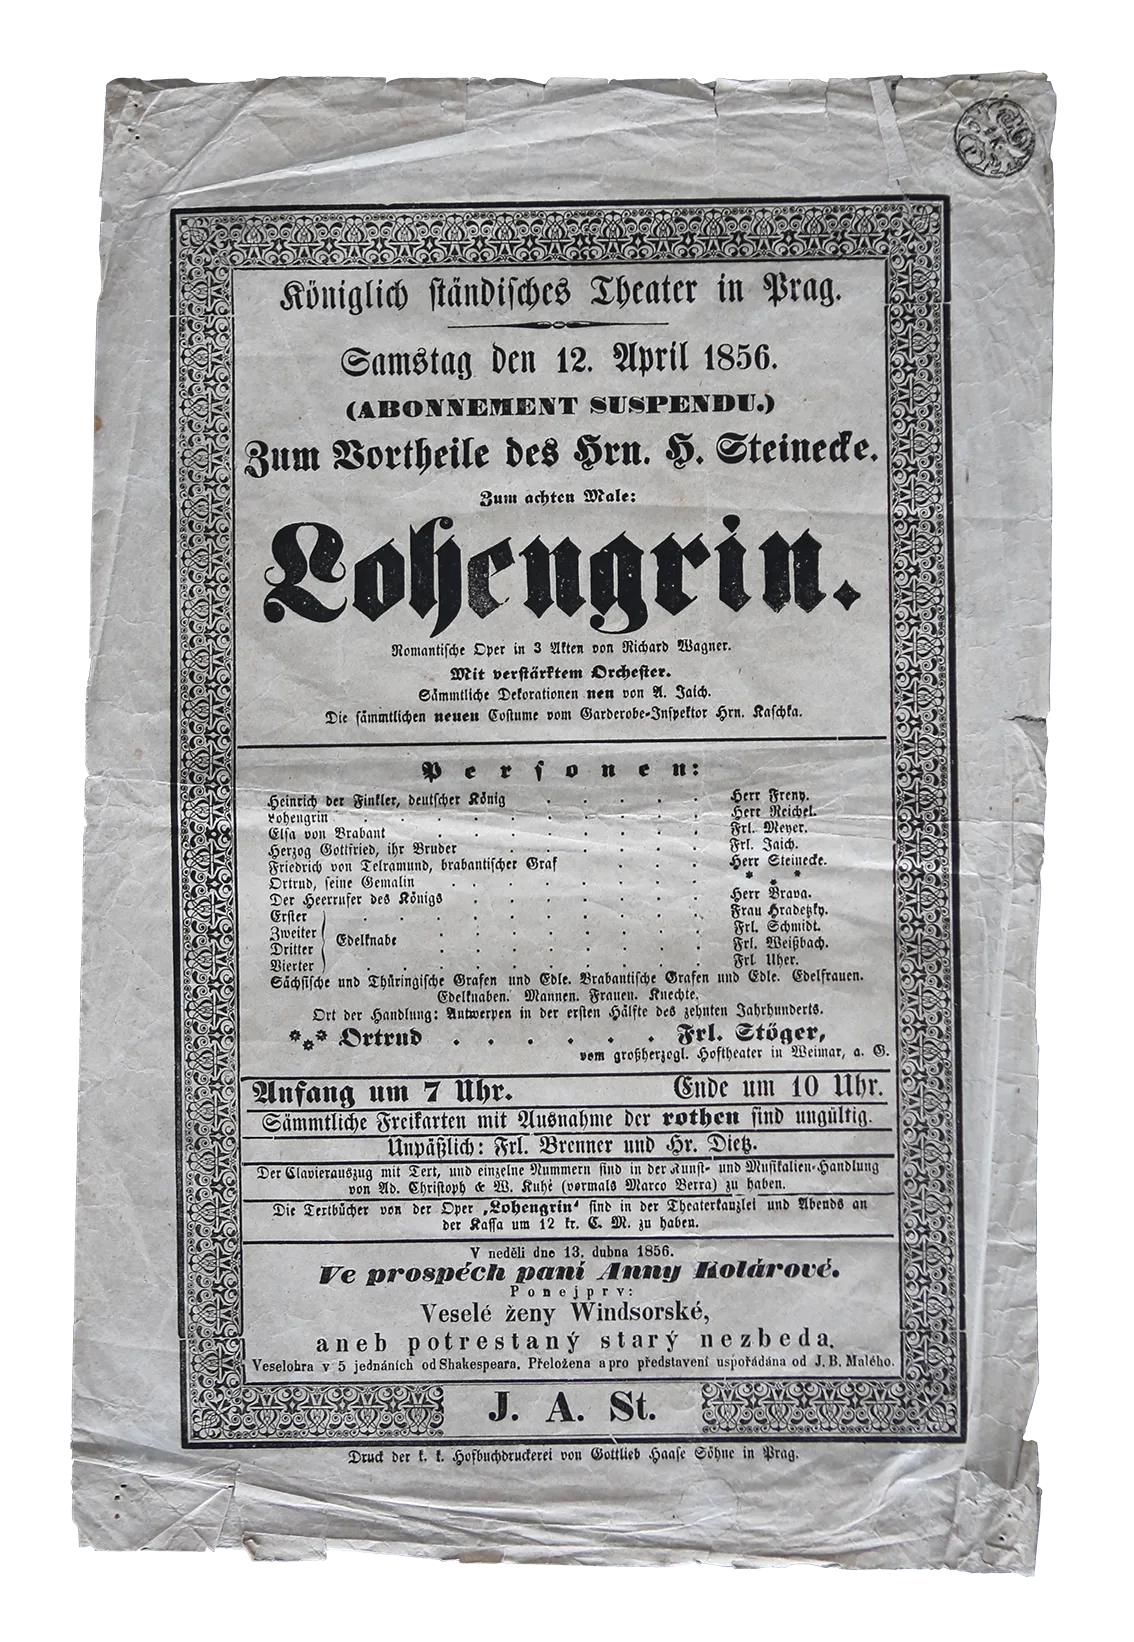 Königlich ständisches Theater in Prag.
Samstag den 12. April 1856.
(ABONNEMENT SUSPENDU.)
Zum Vortheile des Hrn. H. Steinecke.
Zum achten Male:
Lohengrin.
Romantische Oper in 3 Akten von Richard Wagner.
Mit verstärktem Orchester.
Sämmtliche Dekorationen neu von A. Jaich.
Die sämmtlichen neuen Costume vom Garderobe-Inspektor Hrn. Kaschka.
Personen:
Heinrich der Finkler, deutscher König . . . . . Herr Freny.
Lohengrin . . . . . . . . . . Herr Reichel.
Elsa von Brabant . . . . . . . . Frl. Meyer.
Herzog Gottfried, ihr Bruder . . . . . . Frl. Jaich.
Friedrich von Telramund, brabantischer Graf . . . Herr Steinecke.
Ortrud, seine Gemalin . . . . . . . . * * *
Der Heerrufer des Königs . . . . . . . Herr Brava.
Erster . . . . . . . . . Frau Hradetzky.
Zweiter Edelknabe . . . . . . . . Frl. Schmidt.
Dritter . . . . . . . . Frl. Weißbach.
Vierter . . . . . . . . . . Frl Uher.
Sächsische und Thüringische Grafen und Edle. Brabantische Grafen und Edle. Edelfrauen.
Edelknaben. Mannen. Frauen. Knechte.
Ort der Handlung: Antwerpen in der ersten Hälfte des zehnten Jahrhunderts.
*** Ortrud . . . . . . Frl. Stöger,
vom großherzogl. Hoftheater in Weimar, a. G.
Anfang um 7 Uhr. Ende um 10 Uhr.
Sämmtliche Freikarten mit Ausnahme der rothen sind ungültig.
Unpäßlich: Frl. Brenner und Hr. Dietz.
Der Clavierauszug mit Text, und einzelne Nummern sind in der Kunst- und Musikalien-Handlung
von Ad. Christoph & W. Kuhé (vormals Marco Berra) zu haben.
Die Textbücher von der Oper „Lohengrin“ sind in der Theaterkanzlei und Abends an
der Kassa um 12 kr. C. M. zu haben.
V neděli dne 13. dubna 1856.
Ve prospěch paní Anny Kolárové.
Ponejprv:
Veselé ženy Windsorské,
aneb potrestaný starý nezbeda.
Veselohra v 5 jednáních od Shakespeara. Přeložena a pro představení uspořádána od J. B. Malého.
J. A. St.
Druck der k. k. Hofbuchdruckerei von Gottlieb Haase Söhne in Prag.